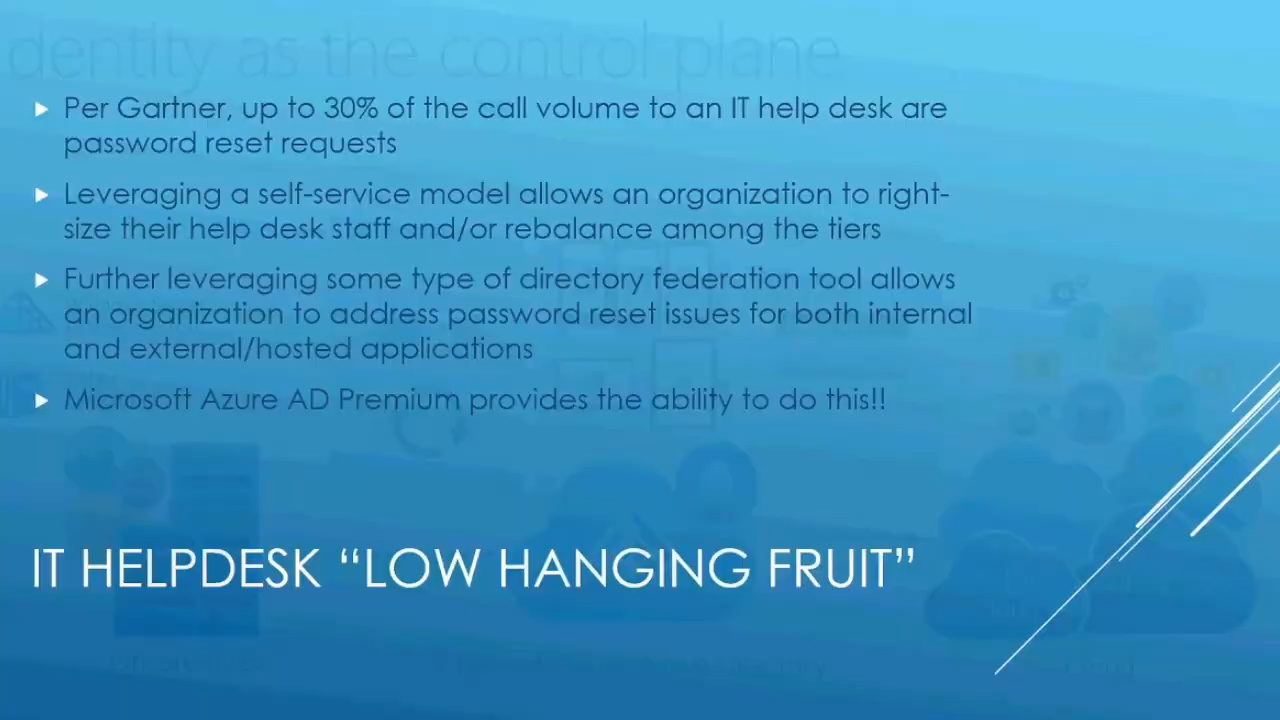 dentity as the control plane
Per Gartner, up to 30% of the call volume to an IT help desk are
password reset requests
Leveraging a self-service model allows an organization to right-
size their help desk staff and/or rebalance among the tiers
Further leveraging some type of directory federation tool allows
an organization to address password reset issues for both internal
and external/hosted applications
Microsoft Azure AD Premium provides the ability to do this!!
IT HELPDESK “LOW HANGING FRUIT”